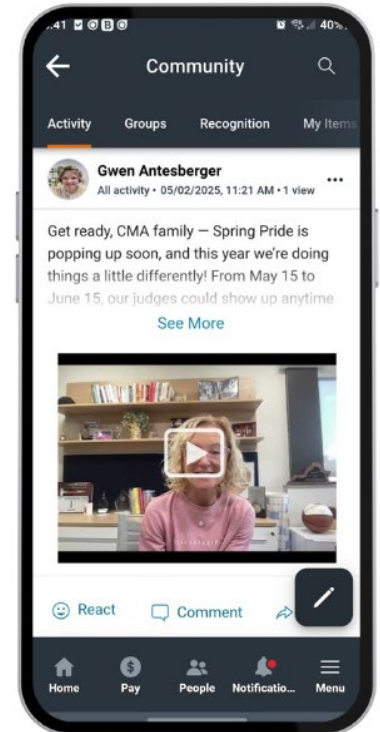 :41
40%
Community
Activity Groups Recognition My Items
Gwen Antesberger
All activity • 05/02/2025, 11:21 AM • 1 view
Get ready, CMA family — Spring Pride is
popping up soon, and this year we're doing
things a little differently! From May 15 to
June 15, our judges could show up anytime
See More
React Comment
Home Pay People Notificatio... Menu